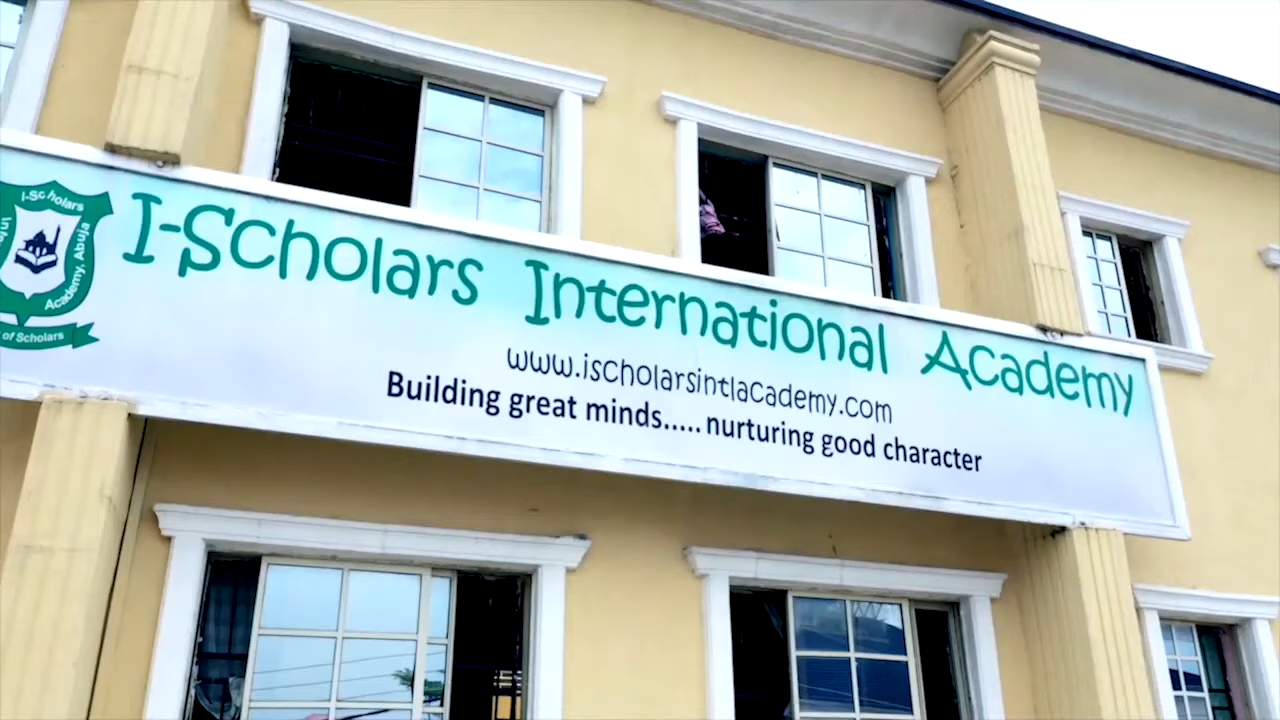 I-Scholars
Academy, Abuja
of Scholars
I-Scholars International Academy
www.ischolarsintlacademy.com
Building great minds..... nurturing good character